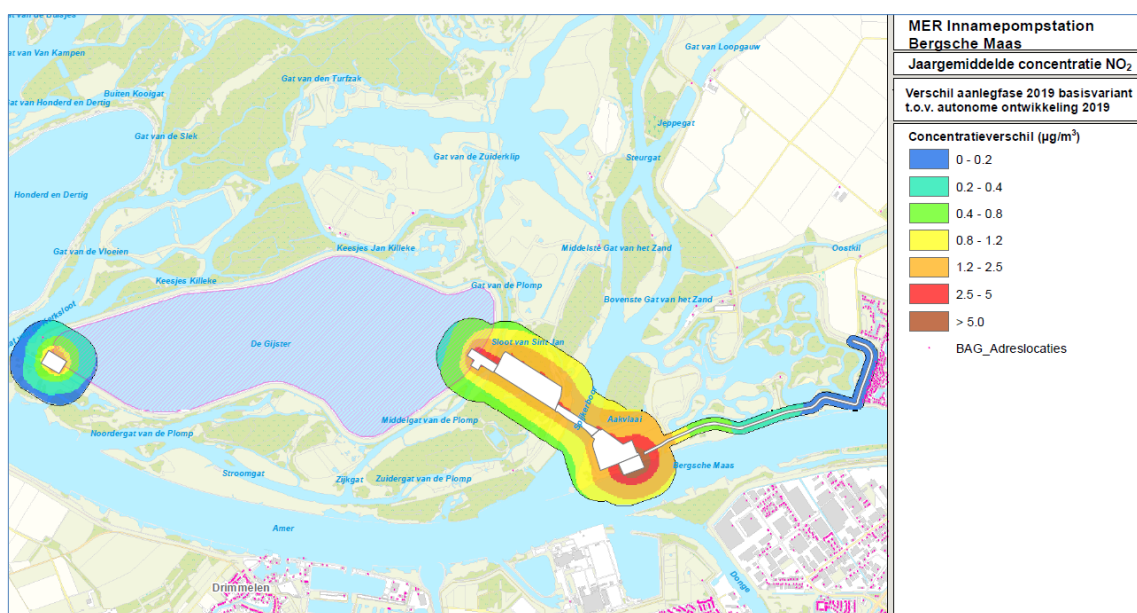 MER Innamepompstation
Bergsche Maas
Jaargemiddelde concentratie NO₂
Verschil aanlegfase 2019 basisvariant
t.o.v. autonome ontwikkeling 2019
Concentratieverschil (µg/m³)
0 - 0.2
0.2 - 0.4
0.4 - 0.8
0.8 - 1.2
1.2 - 2.5
2.5 - 5
> 5.0
BAG_Adreslocaties
Gat van Van Kampen
Gat van Loopgauw
Gat van den Turfzak
Buiten Kooigat
Gat van Honderd en Dertig
Jeppegat
Gat van de Slek
Gat van de Zuiderklip
Steurgat
Honderd en Dertig
Keesjes Jan Killeke
Middelste Gat van het Zand
Oostkil
Gat van de Vloeien
Keesjes Killeke
Gat van de Plomp
Bovenste Gat van het Zand
De Gijster
Sloot van Sint Jan
Middelgat van de Plomp
Aakvlaai
Noordergat van de Plomp
Bergsche Maas
Stroomgat
Zijkgat
Zuidergat van de Plomp
Amer
Donge
Drimmelen